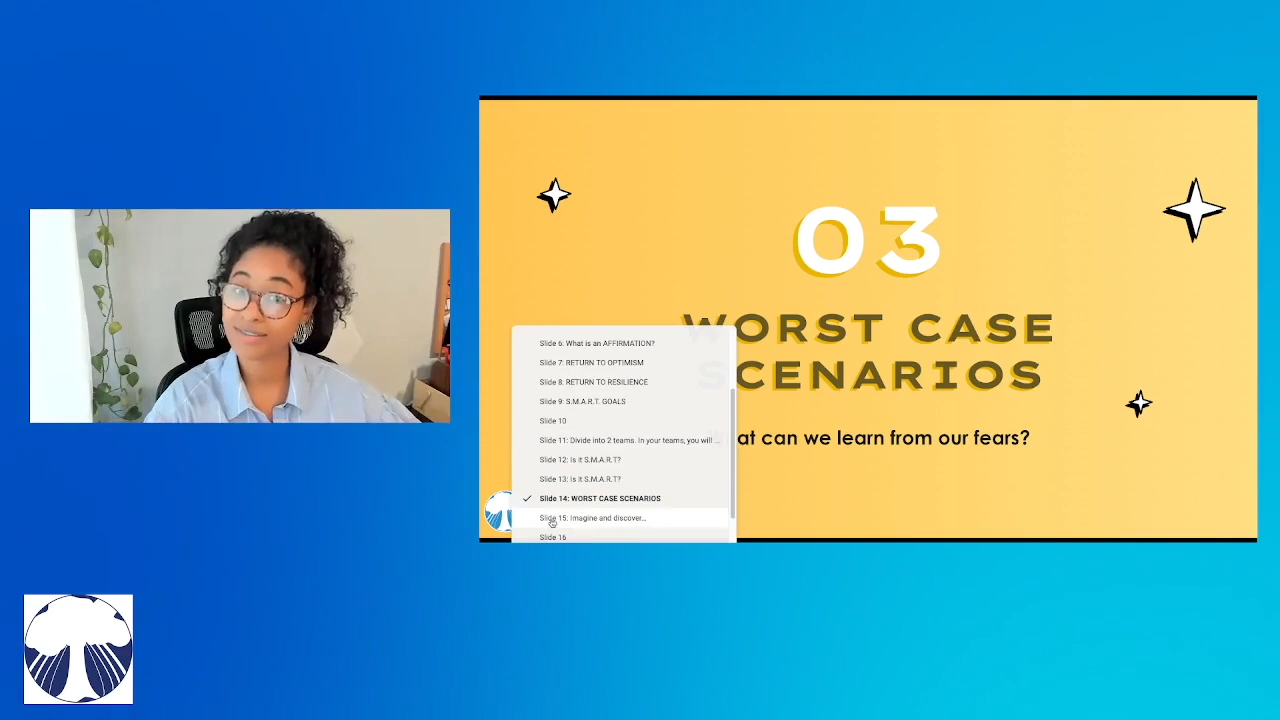 03
WORST CASE
SCENARIOS
at can we learn from our fears?
Slide 6: What is an AFFIRMATION?
Slide 7: RETURN TO OPTIMISM
Slide 8: RETURN TO RESILIENCE
Slide 9: S.M.A.R.T. GOALS
Slide 10
Slide 11: Divide into 2 teams. In your teams, you will ...
Slide 12: Is it S.M.A.R.T?
Slide 13: Is it S.M.A.R.T?
Slide 14: WORST CASE SCENARIOS
Slide 15: Imagine and discover...
Slide 16